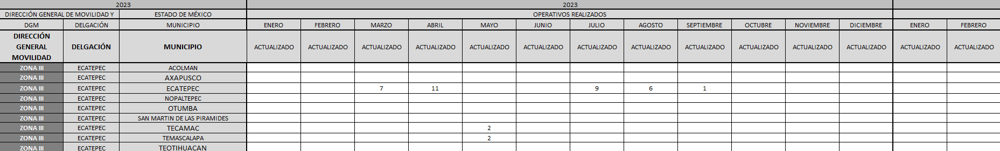 2023 2023
DIRECCIÓN GENERAL DE MOVILIDAD Y ESTADO DE MÉXICO OPERATIVOS REALIZADOS
DGM DELGACIÓN MUNICIPIO ENERO FEBRERO MARZO ABRIL MAYO JUNIO JULIO AGOSTO SEPTIEMBRE OCTUBRE NOVIEMBRE DICIEMBRE ENERO FEBRERO
DIRECCIÓN
GENERAL DELGACIÓN MUNICIPIO ACTUALIZADO ACTUALIZADO ACTUALIZADO ACTUALIZADO ACTUALIZADO ACTUALIZADO ACTUALIZADO ACTUALIZADO ACTUALIZADO ACTUALIZADO ACTUALIZADO ACTUALIZADO ACTUALIZADO ACTUALIZADO
MOVILIDAD
ZONA III ECATEPEC ACOLMAN
ZONA III ECATEPEC AXAPUSCO
ZONA III ECATEPEC ECATEPEC 7 11 9 6 1
ZONA III ECATEPEC NOPALTEPEC
ZONA III ECATEPEC OTUMBA
ZONA III ECATEPEC SAN MARTIN DE LAS PIRAMIDES
ZONA III ECATEPEC TECAMAC 2
ZONA III ECATEPEC TEMASCALAPA 2
ZONA III ECATEPEC TEOTIHUACAN